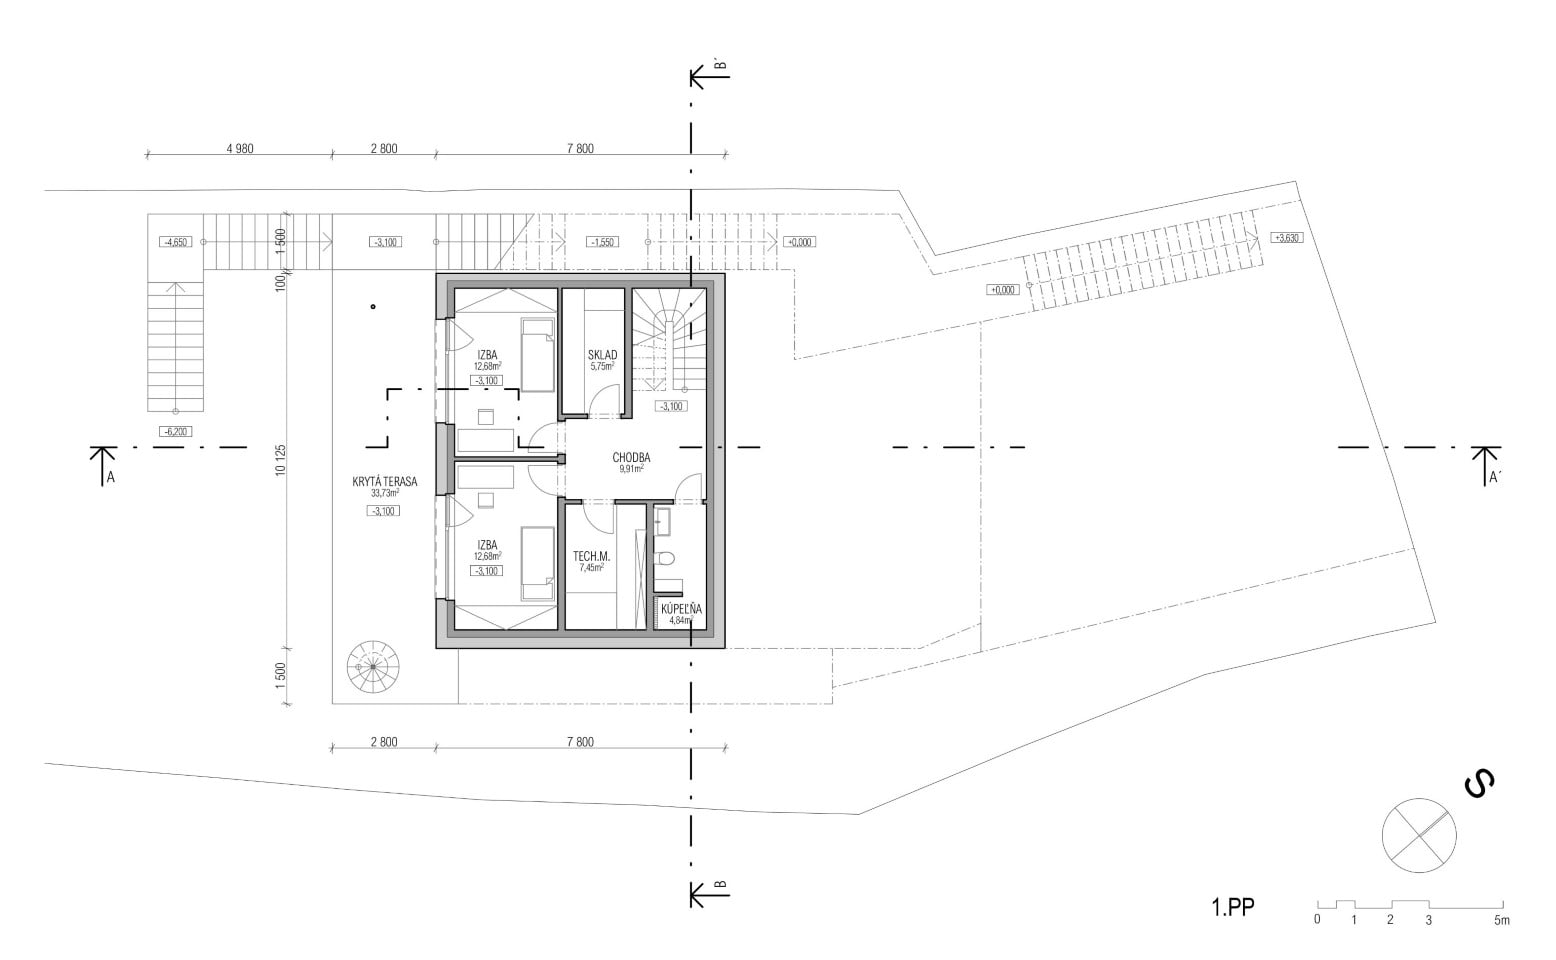 B´
4 980
2 800
7 800
-4,650
1 500
-3,100
-1,550
+0,000
+3,630
100
+0,000
IZBA
12,68m²
-3,100
SKLAD
5,75m²
-3,100
-6,200
10 125
CHODBA
9,91m²
A
A´
KRYTÁ TERASA
33,73m²
-3,100
IZBA
12,68m²
-3,100
TECH.M.
7,45m²
KÚPEĽŇA
4,84m²
1 500
2 800
7 800
S
B
1.PP
0 1 2 3 5m